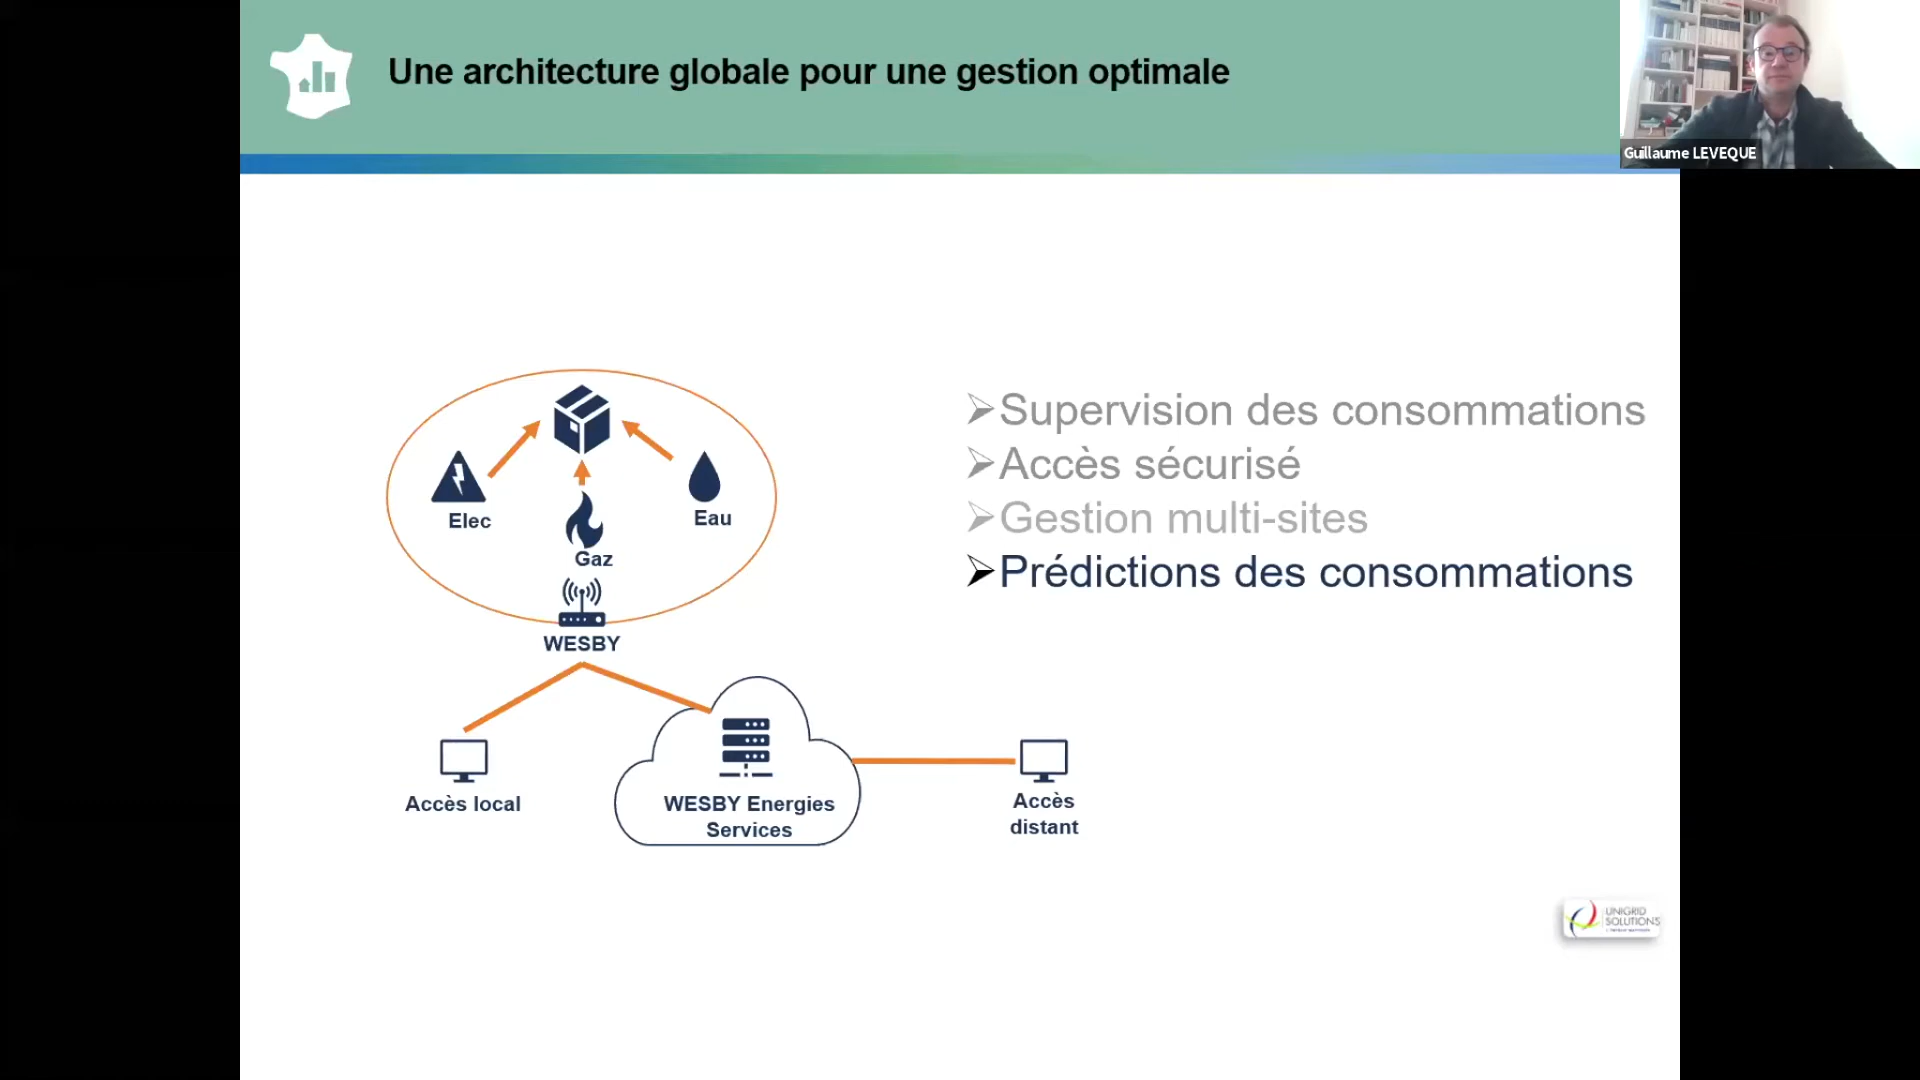 Une architecture globale pour une gestion optimale
Guillaume LEVEQUE
➢Supervision des consommations
➢Accès sécurisé
➢Gestion multi-sites
➢Prédictions des consommations
Elec
Eau
Gaz
WESBY
Accès local
WESBY Energies
Services
Accès
distant
UNIGRID
SOLUTIONS